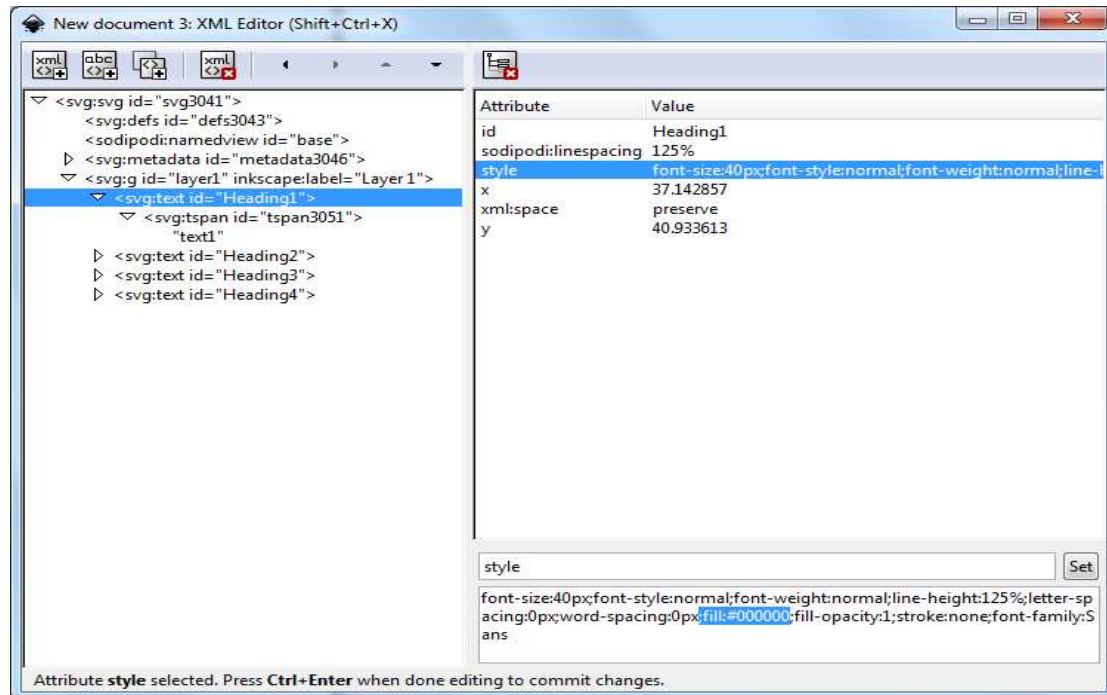 New document 3: XML Editor (Shift+Ctrl+X)
xml
abc
xml
<svg:svg id="svg3041">
<svg:defs id="defs3043">
<sodipodi:namedview id="base">
<svg:metadata id="metadata3046">
<svg:g id="layer1" inkscape:label="Layer 1">
<svg:text id="Heading1">
<svg:tspan id="tspan3051">
"text1"
<svg:text id="Heading2">
<svg:text id="Heading3">
<svg:text id="Heading4">
Attribute Value
id Heading1
sodipodi:linespacing 125%
style font-size:40px;font-style:normal;font-weight:normal;line-
x 37.142857
xml:space preserve
y 40.933613
style
Set
font-size:40px;font-style:normal;font-weight:normal;line-height:125%;letter-sp
acing:0px;word-spacing:0px;fill:#000000;fill-opacity:1;stroke:none;font-family:S
ans
Attribute style selected. Press Ctrl+Enter when done editing to commit changes.